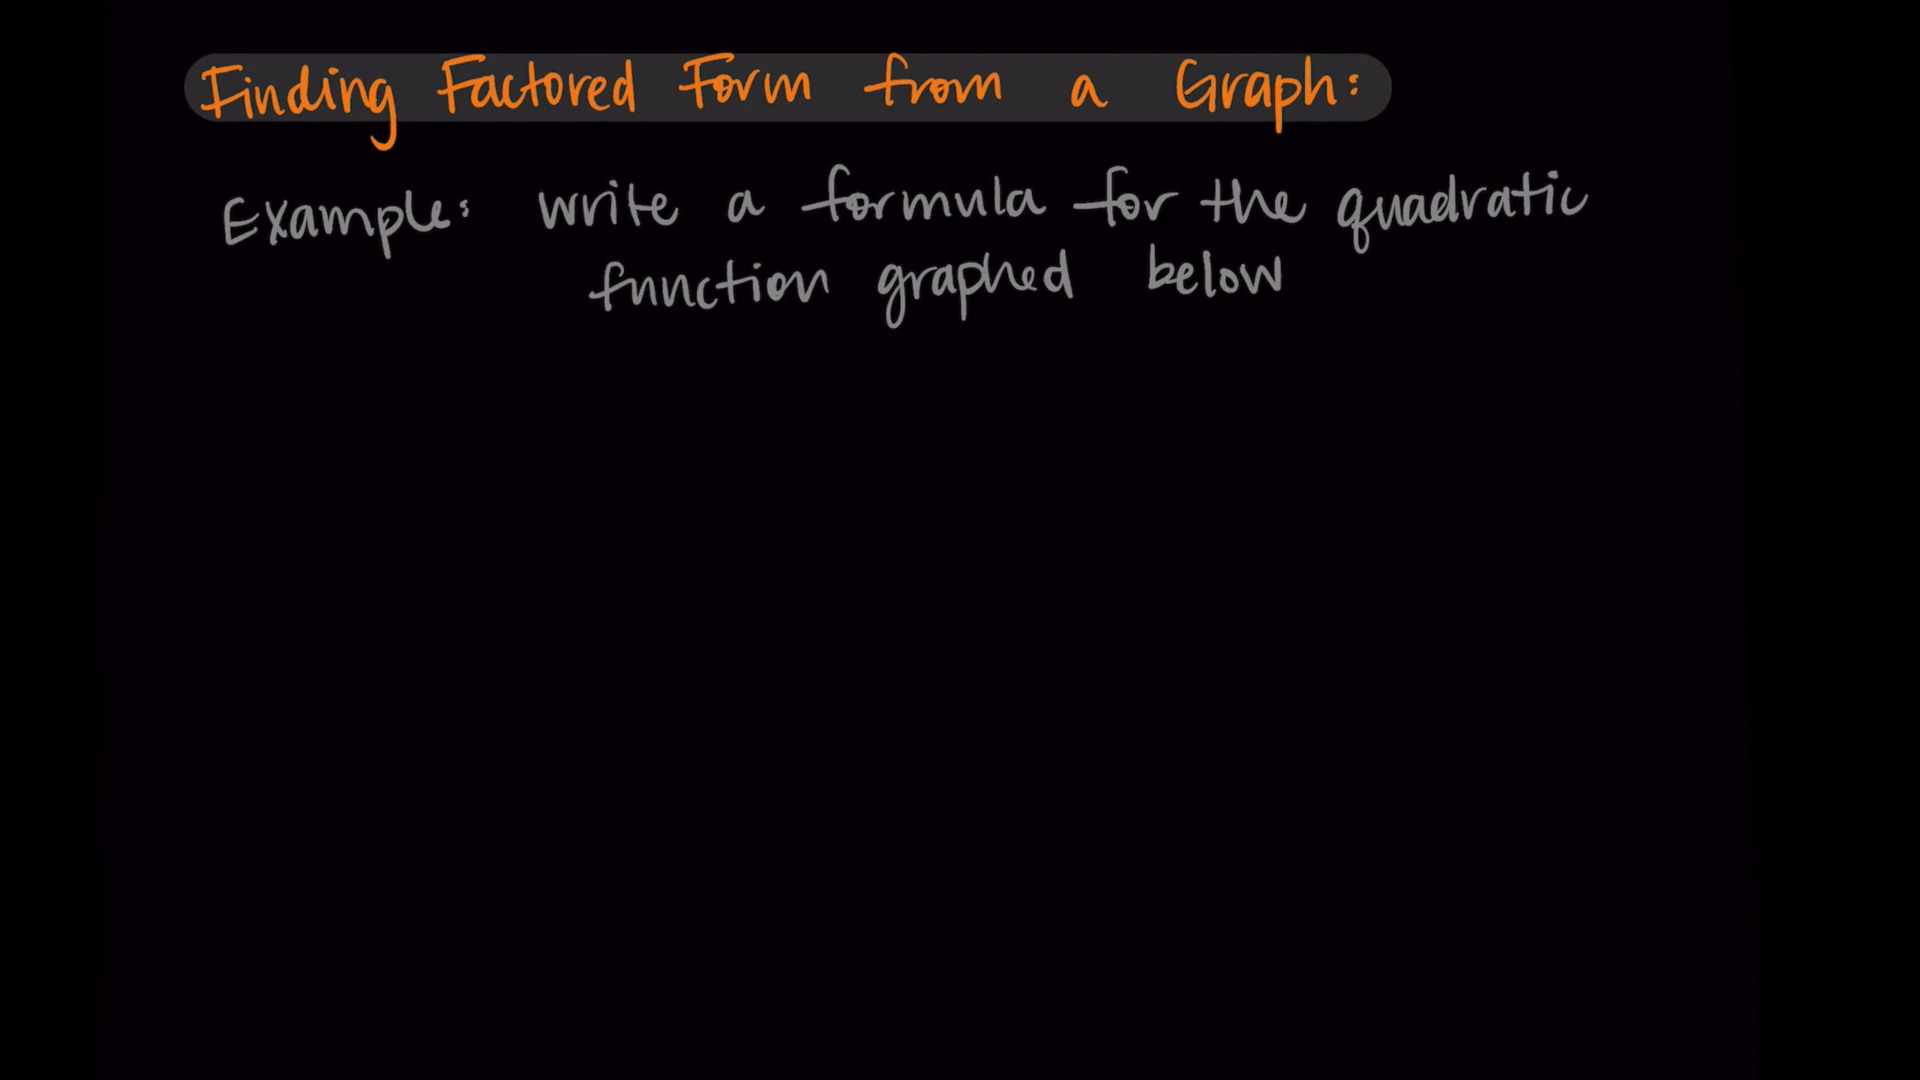 Finding Factored Form from a Graph:
Example: write a formula for the quadratic
function graphed below